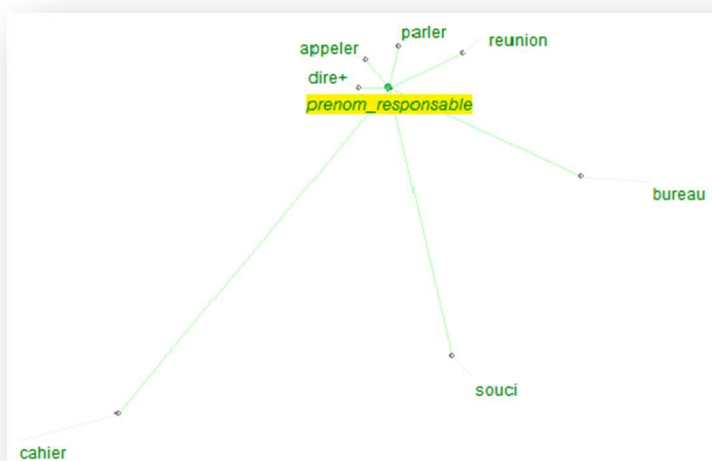 parler
reunion
appeler
dire+
prenom_responsable
bureau
souci
cahier